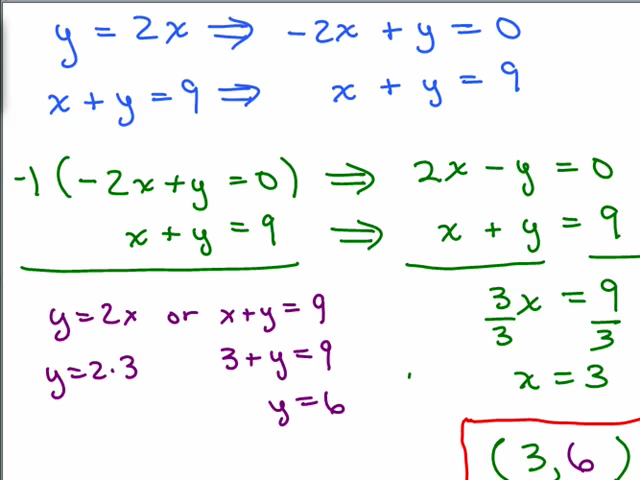 y = 2x ⇒ -2x + y = 0
x + y = 9 ⇒ x + y = 9
-1(-2x + y = 0) ⇒ 2x - y = 0
x + y = 9 ⇒ x + y = 9
3/3 x = 9/3
x = 3
y = 2x or x + y = 9
y = 2·3 3 + y = 9
y = 6
(3, 6)